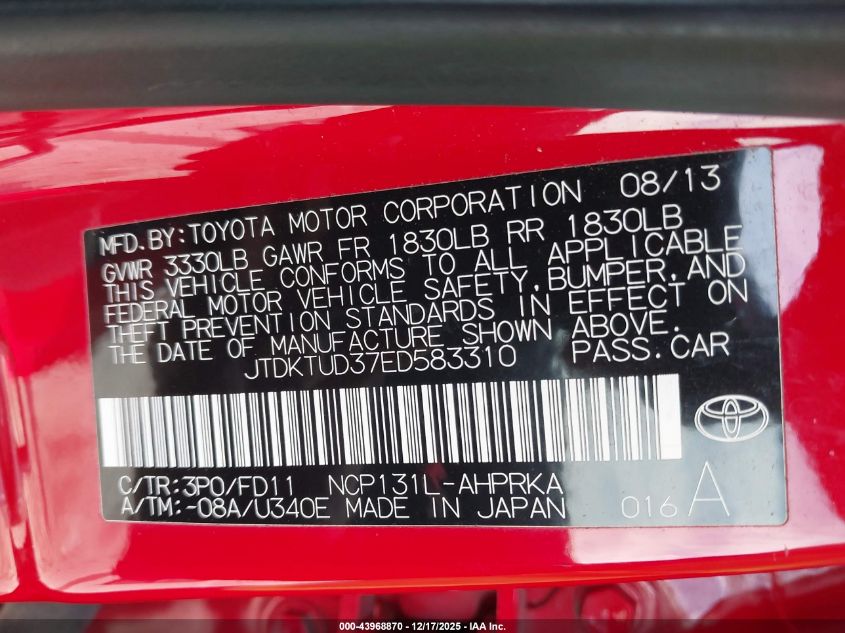 MFD.BY:TOYOTA MOTOR CORPORATION 08/13
GVWR 3330LB GAWR FR 1830LB RR 1830LB
THIS VEHICLE CONFORMS TO ALL APPLICABLE
FEDERAL MOTOR VEHICLE SAFETY,BUMPER,AND
THEFT PREVENTION STANDARDS IN EFFECT ON
THE DATE OF MANUFACTURE SHOWN ABOVE.
JTDKTUD37ED583310 PASS.CAR
C/TR:3P0/FD11 NCP131L-AHPRKA
A/TM:-08A/U340E MADE IN JAPAN 016 A
000-43968870 | 12/17/2025 - IAA Inc.